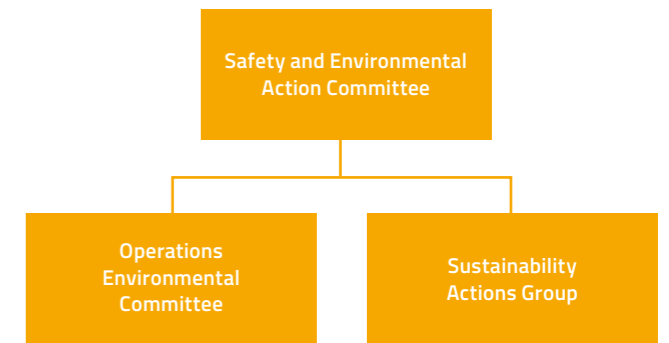 Safety and Environmental
Action Committee
Operations
Environmental
Committee
Sustainability
Actions Group